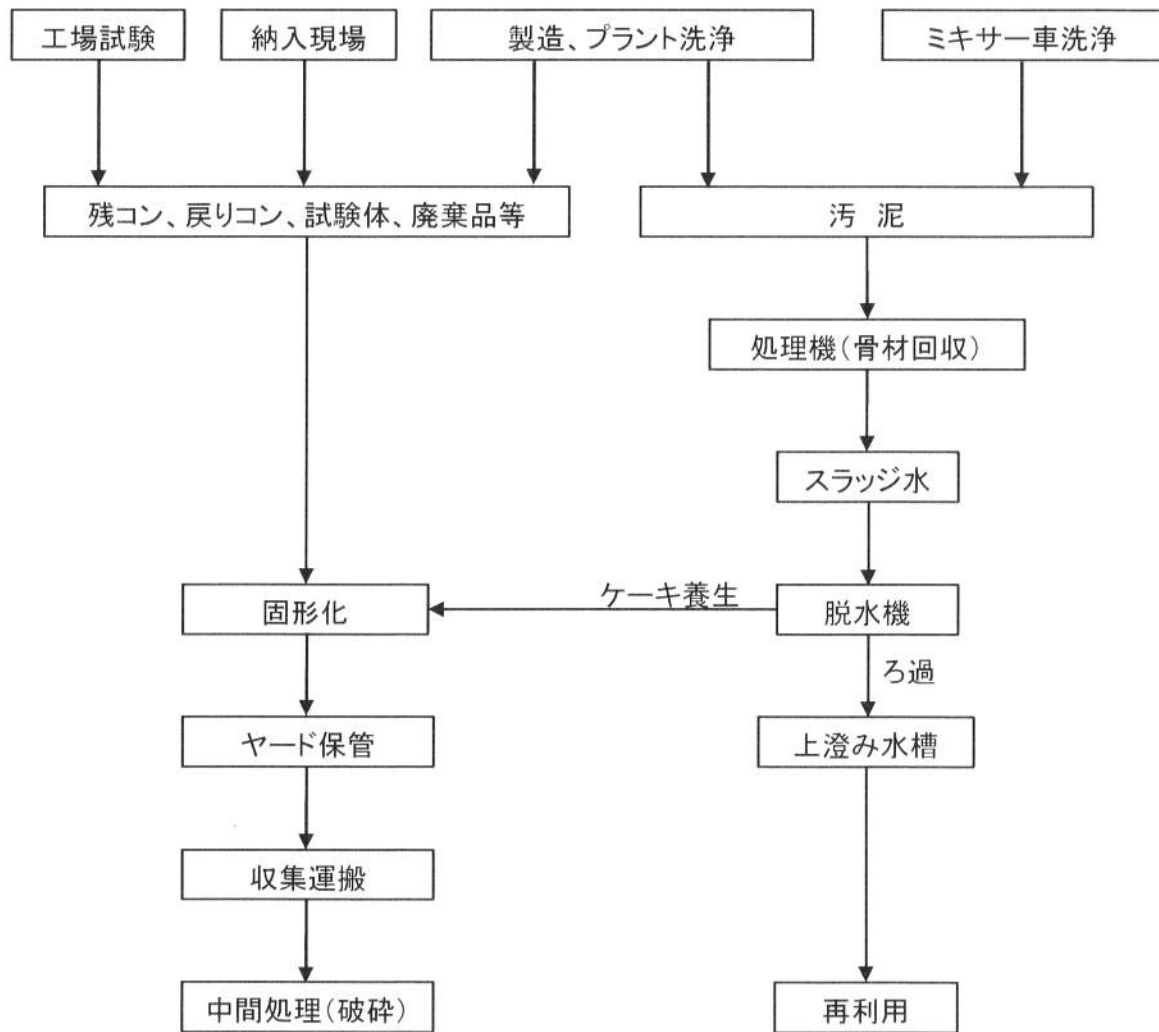 工場試験
納入現場
製造、プラント洗浄
ミキサー車洗浄
残コン、戻りコン、試験体、廃棄品等
汚 泥
処理機(骨材回収)
スラッジ水
固形化
ケーキ養生
脱水機
ろ過
ヤード保管
上澄み水槽
収集運搬
中間処理(破砕)
再利用